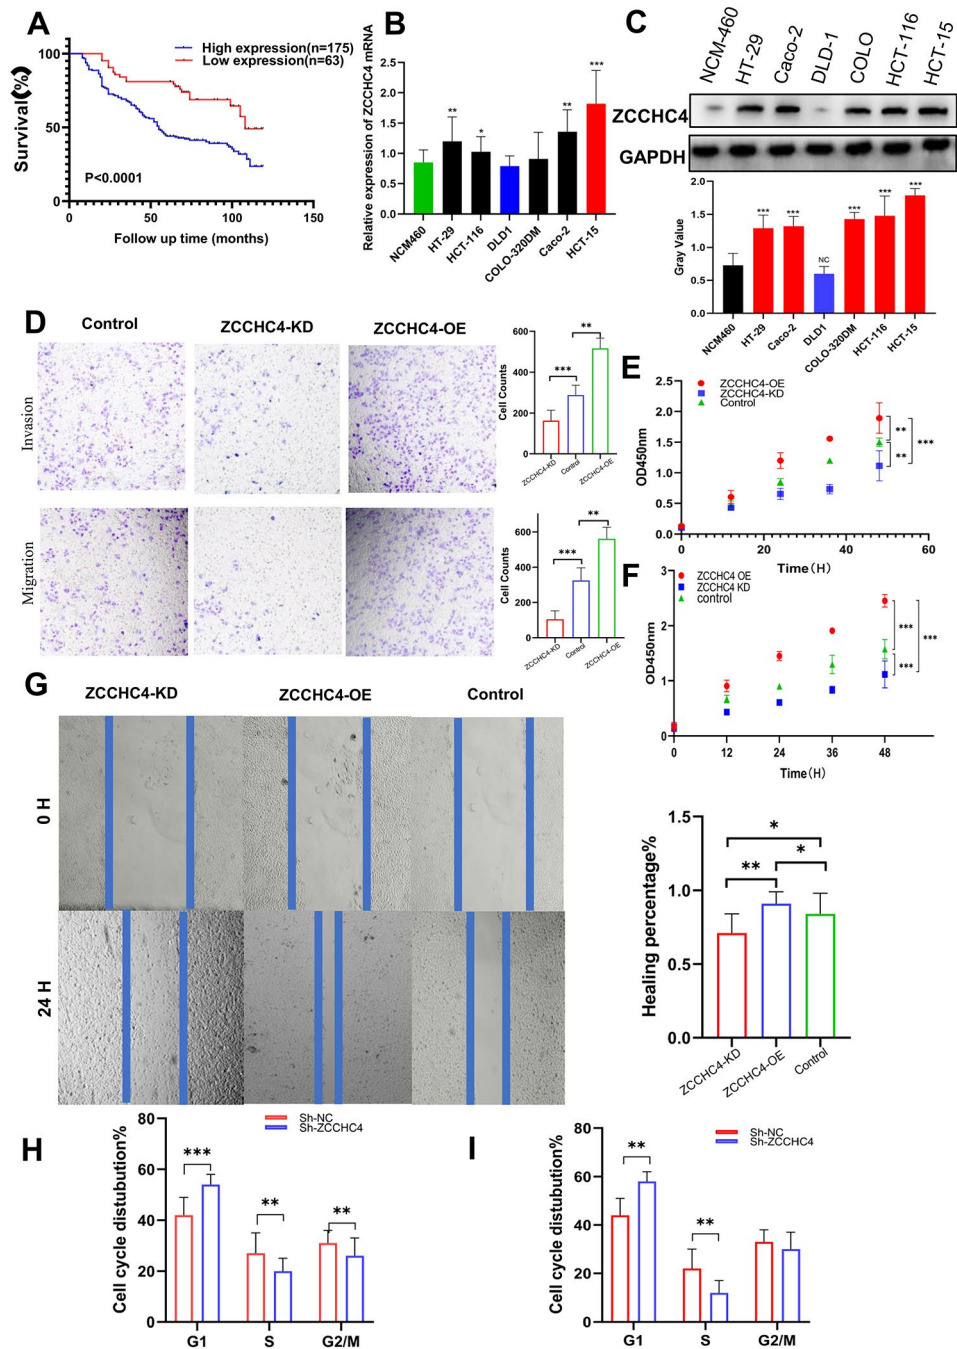 A
High expression(n=175)
Low expression(n=63)
Survival(%)
100
50
0
P<0.0001
0 50 100 150
Follow up time (months)
B
Relative expression of ZCCHC4 mRNA
2.5
2.0
1.5
1.0
0.5
0.0
** * ** ***
NCM460 HT-29 HCT-116 DLD1 COLO-320DM Caco-2 HCT-15
C
NCM-460 HT-29 Caco-2 DLD-1 COLO HCT-116 HCT-15
ZCCHC4
GAPDH
Gray Value
2.0
1.5
1.0
0.5
0.0
*** *** NC *** *** ***
NCM460 HT-29 Caco-2 DLD1 COLO-320DM HCT-116 HCT-15
D
Control ZCCHC4-KD ZCCHC4-OE
Invasion
Migration
Cell Counts
600
400
200
0
*** **
ZCCHC4-KD Control ZCCHC4-OE
Cell Counts
600
400
200
0
*** **
ZCCHC4-KD Control ZCCHC4-OE
E
ZCCHC4-OE
ZCCHC4-KD
Control
OD450nm
2.5
2.0
1.5
1.0
0.5
0.0
** ** ***
0 20 40 60
Time(H)
F
ZCCHC4 OE
ZCCHC4 KD
control
OD450nm
3
2
1
0
*** *** ***
0 12 24 36 48
Time(H)
G
ZCCHC4-KD ZCCHC4-OE Control
0 H
24 H
Healing percentage%
1.5
1.0
0.5
0.0
* ** *
ZCCHC4-KD ZCCHC4-OE Control
H
Sh-NC
Sh-ZCCHC4
Cell cycle distubution%
80
60
40
20
0
*** ** **
G1 S G2/M
I
Sh-NC
Sh-ZCCHC4
Cell cycle distubution%
80
60
40
20
0
** **
G1 S G2/M